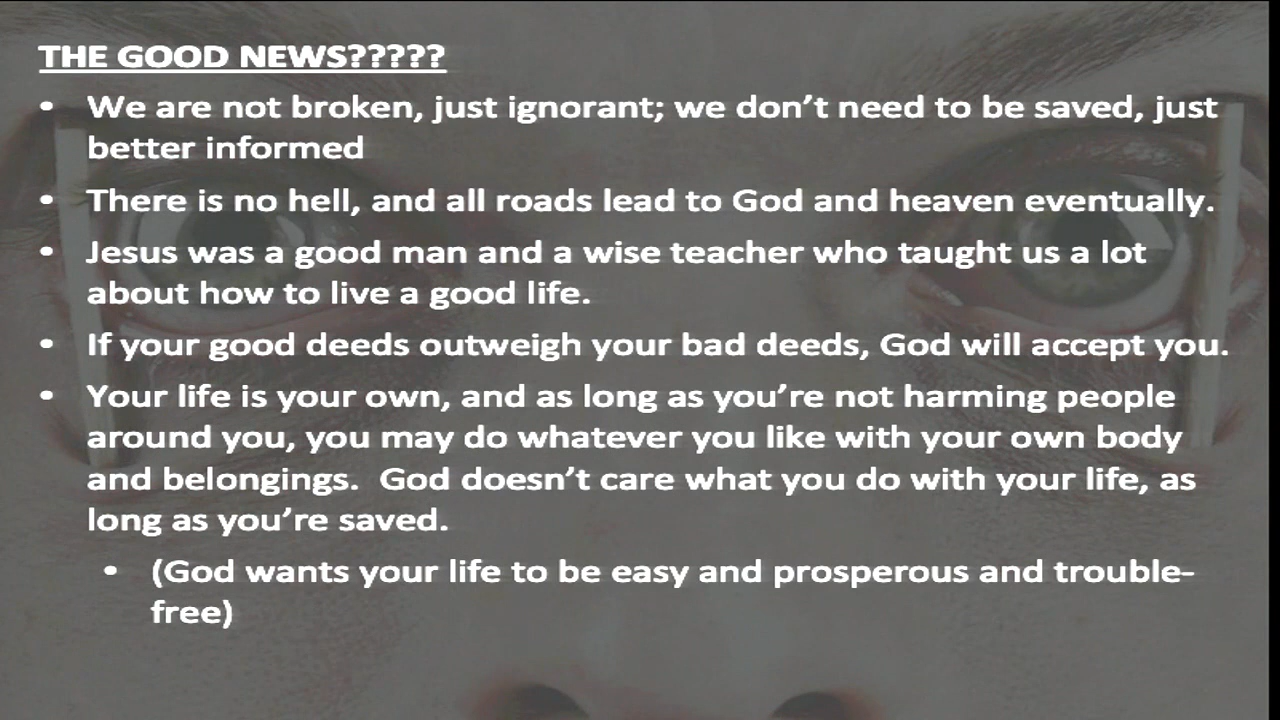 THE GOOD NEWS?????
• We are not broken, just ignorant; we don't need to be saved, just
better informed
• There is no hell, and all roads lead to God and heaven eventually.
• Jesus was a good man and a wise teacher who taught us a lot
about how to live a good life.
• If your good deeds outweigh your bad deeds, God will accept you.
• Your life is your own, and as long as you're not harming people
around you, you may do whatever you like with your own body
and belongings.  God doesn't care what you do with your life, as
long as you're saved.
• (God wants your life to be easy and prosperous and trouble-
free)